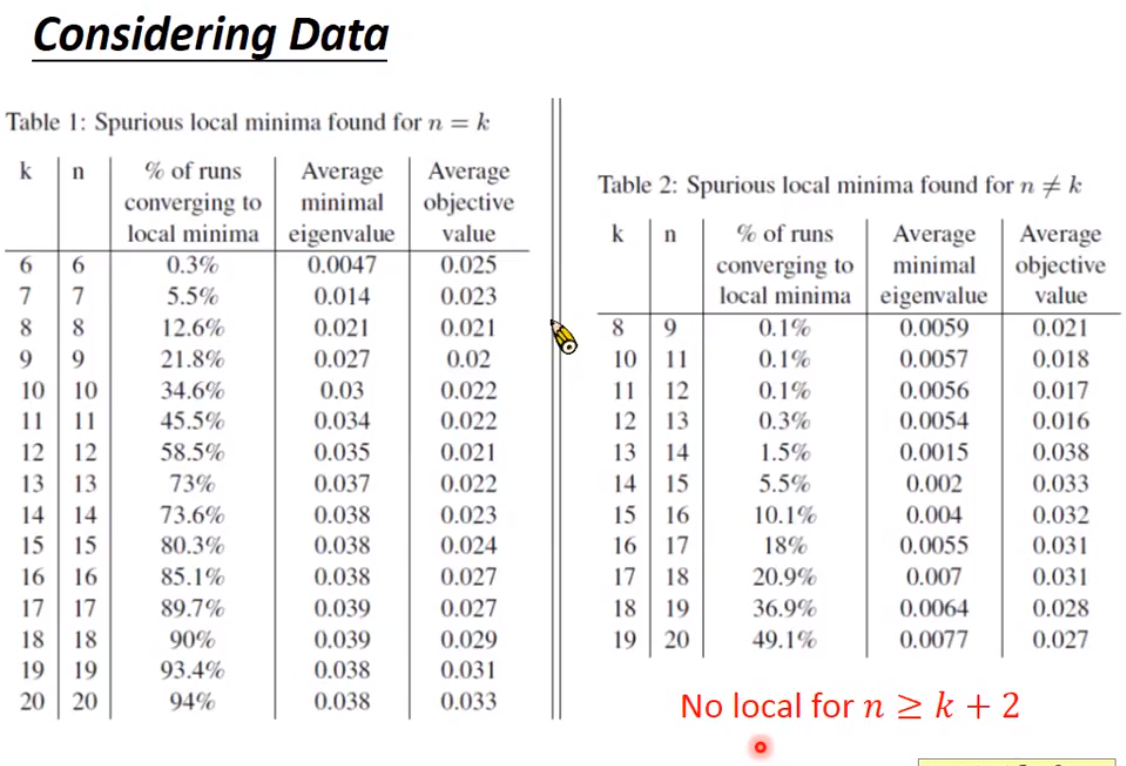 Considering Data
Table 1: Spurious local minima found for n = k
k n % of runs converging to local minima Average minimal eigenvalue Average objective value
6 6 0.3% 0.0047 0.025
7 7 5.5% 0.014 0.023
8 8 12.6% 0.021 0.021
9 9 21.8% 0.027 0.02
10 10 34.6% 0.03 0.022
11 11 45.5% 0.034 0.022
12 12 58.5% 0.035 0.021
13 13 73% 0.037 0.022
14 14 73.6% 0.038 0.023
15 15 80.3% 0.038 0.024
16 16 85.1% 0.038 0.027
17 17 89.7% 0.039 0.027
18 18 90% 0.039 0.029
19 19 93.4% 0.038 0.031
20 20 94% 0.038 0.033
Table 2: Spurious local minima found for n ≠ k
k n % of runs converging to local minima Average minimal eigenvalue Average objective value
8 9 0.1% 0.0059 0.021
10 11 0.1% 0.0057 0.018
11 12 0.1% 0.0056 0.017
12 13 0.3% 0.0054 0.016
13 14 1.5% 0.0015 0.038
14 15 5.5% 0.002 0.033
15 16 10.1% 0.004 0.032
16 17 18% 0.0055 0.031
17 18 20.9% 0.007 0.031
18 19 36.9% 0.0064 0.028
19 20 49.1% 0.0077 0.027
No local for n ≥ k + 2